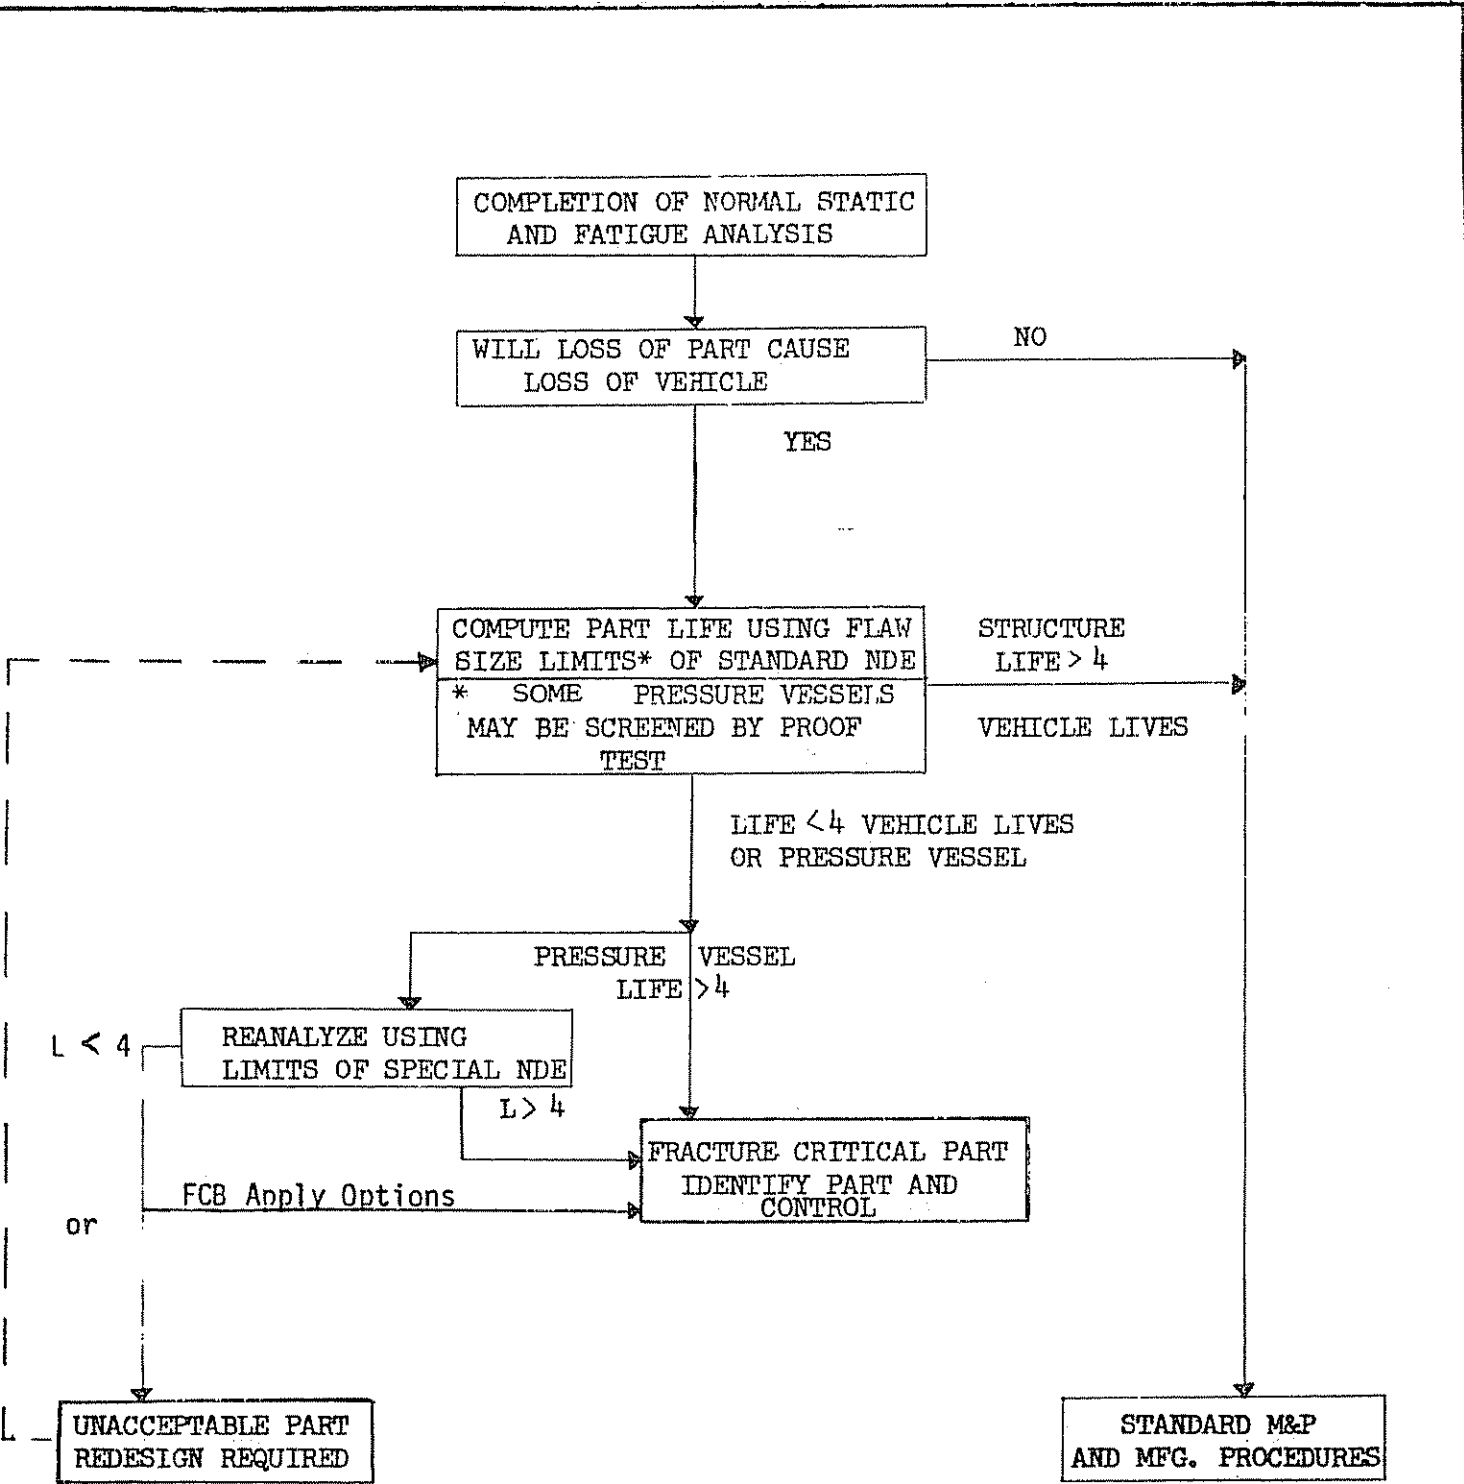 COMPLETION OF NORMAL STATIC
AND FATIGUE ANALYSIS
WILL LOSS OF PART CAUSE
LOSS OF VEHICLE
NO
YES
COMPUTE PART LIFE USING FLAW
SIZE LIMITS* OF STANDARD NDE
* SOME PRESSURE VESSELS
MAY BE SCREENED BY PROOF
TEST
STRUCTURE
LIFE > 4
VEHICLE LIVES
LIFE < 4 VEHICLE LIVES
OR PRESSURE VESSEL
PRESSURE VESSEL
LIFE > 4
L < 4
REANALYZE USING
LIMITS OF SPECIAL NDE
L > 4
FRACTURE CRITICAL PART
IDENTIFY PART AND
CONTROL
FCB Apply Options
or
UNACCEPTABLE PART
REDESIGN REQUIRED
STANDARD M&P
AND MFG. PROCEDURES